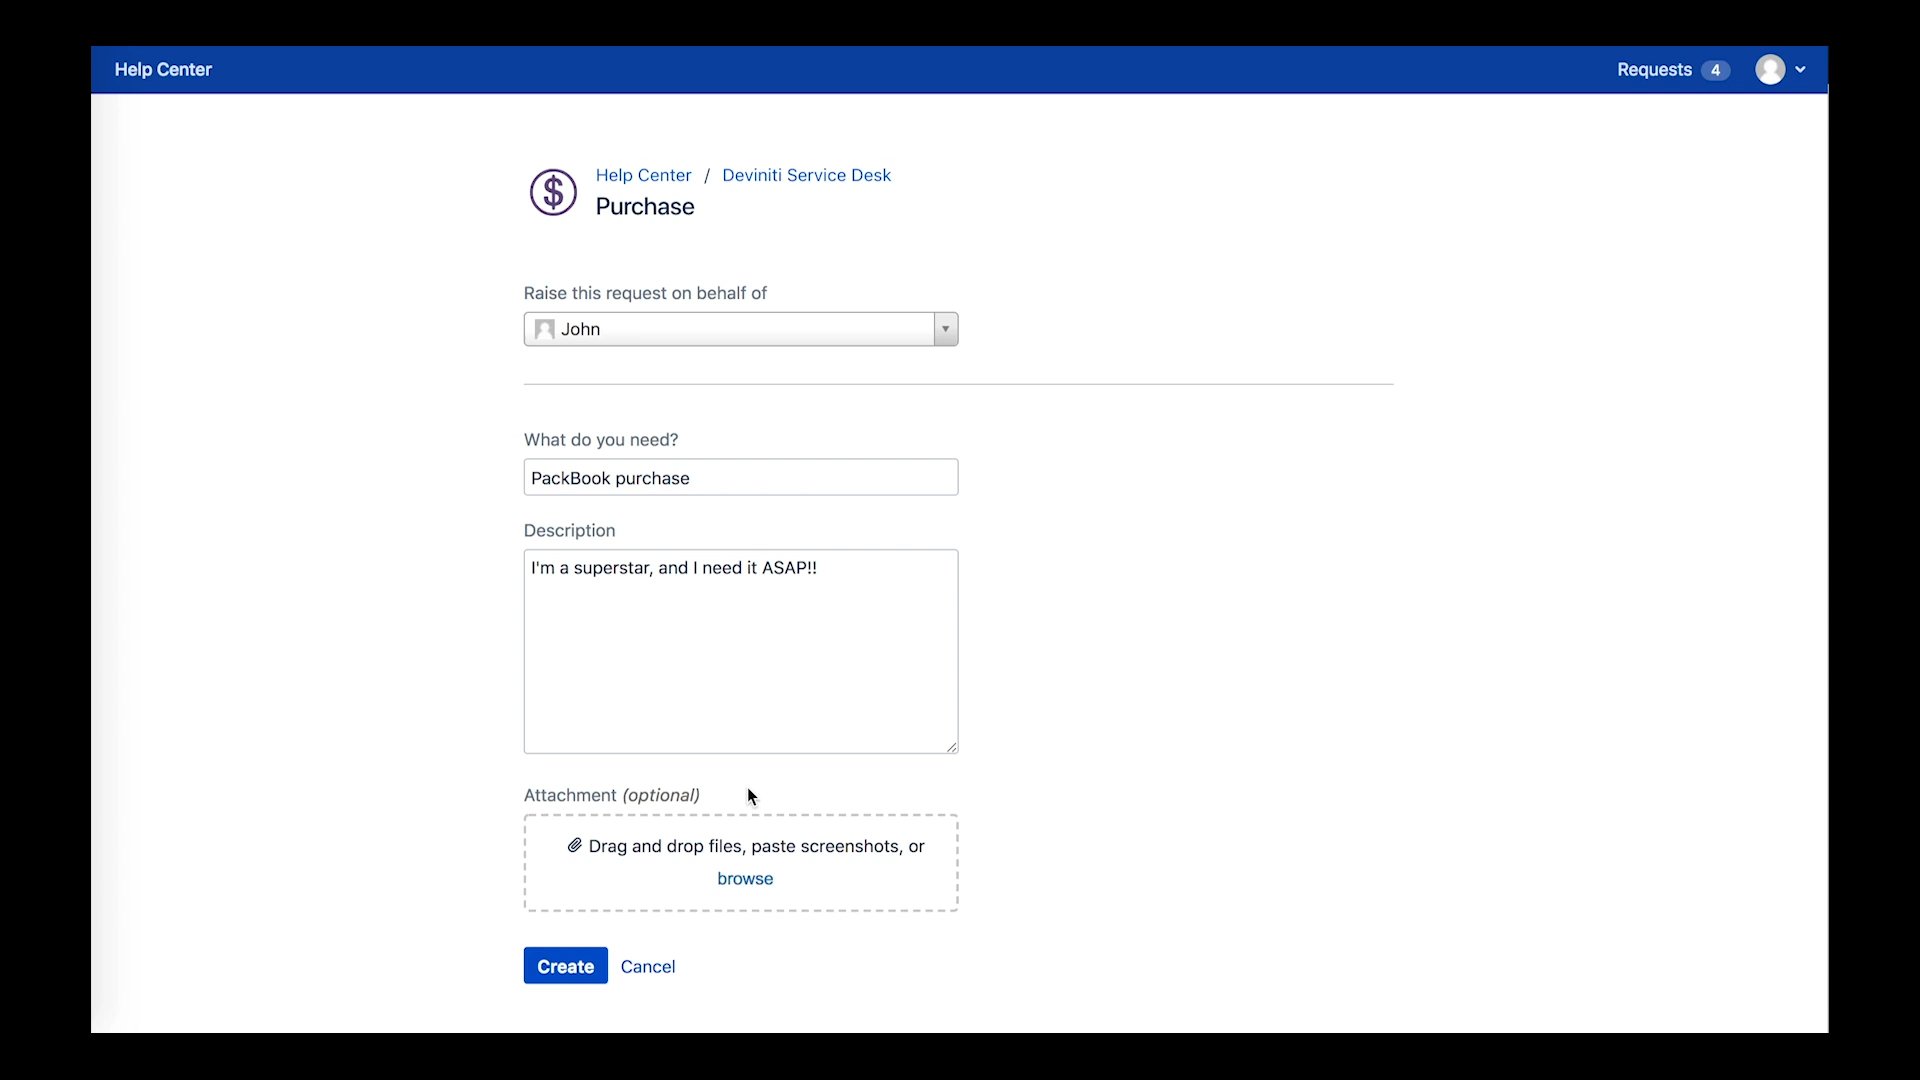 Help Center
Requests 4
Help Center / Deviniti Service Desk
$
Purchase
Raise this request on behalf of
John
What do you need?
PackBook purchase
Description
I'm a superstar, and I need it ASAP!!
Attachment (optional)
Drag and drop files, paste screenshots, or
browse
Create Cancel